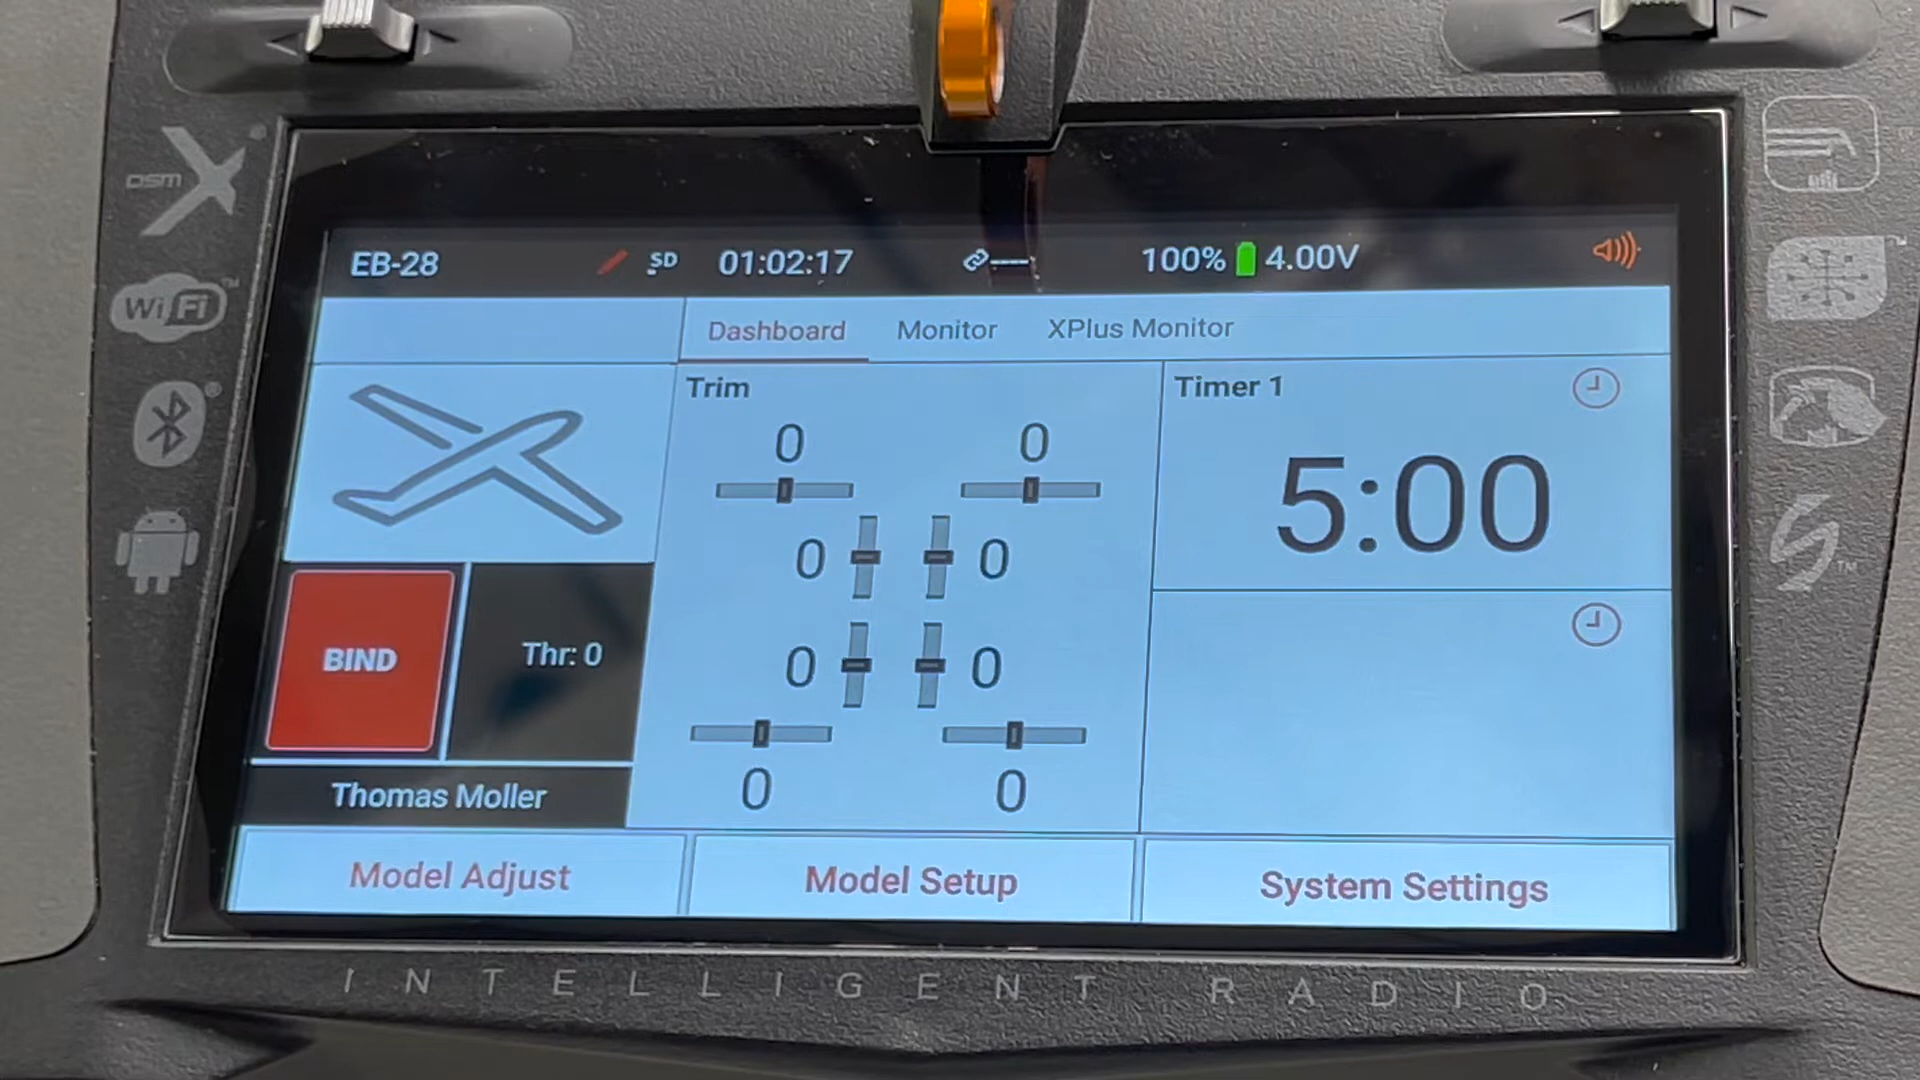 DSM X
WiFi
EB-28 SD 01:02:17 ---- 100% 4.00V
Dashboard Monitor XPlus Monitor
Trim
0 0
0 0
0 0
0 0
Timer 1
5:00
BIND
Thr: 0
Thomas Moller
Model Adjust Model Setup System Settings
INTELLIGENT RADIO